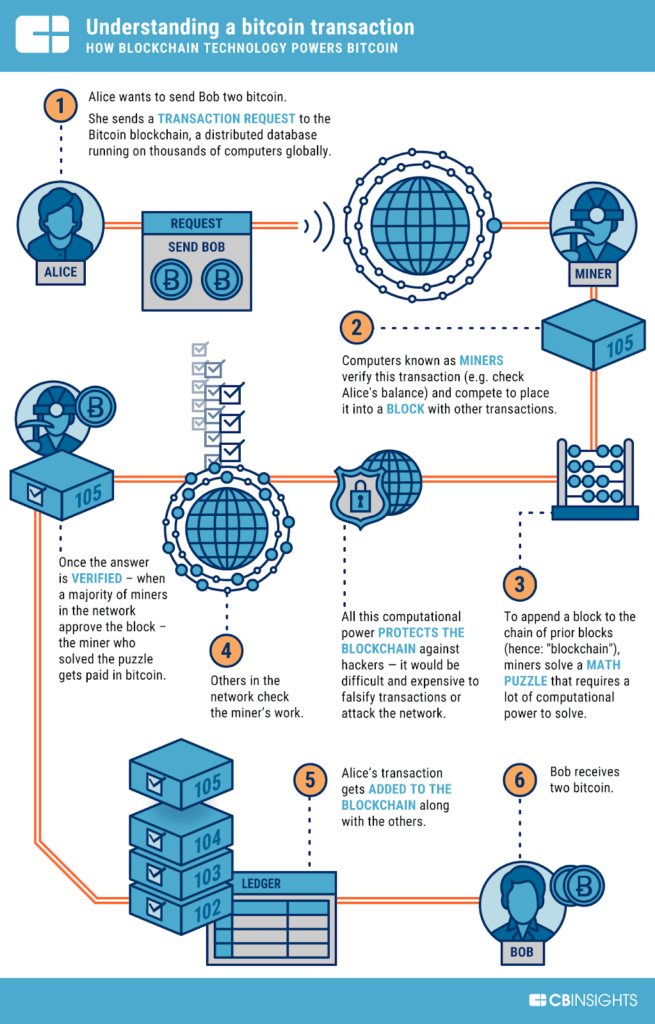 Understanding a bitcoin transaction
HOW BLOCKCHAIN TECHNOLOGY POWERS BITCOIN
1
Alice wants to send Bob two bitcoin.
She sends a TRANSACTION REQUEST to the
Bitcoin blockchain, a distributed database
running on thousands of computers globally.
ALICE
REQUEST
SEND BOB
B B
MINER
105
2
Computers known as MINERS
verify this transaction (e.g. check
Alice's balance) and compete to place
it into a BLOCK with other transactions.
3
To append a block to the
chain of prior blocks
(hence: "blockchain"),
miners solve a MATH
PUZZLE that requires a
lot of computational
power to solve.
All this computational
power PROTECTS THE
BLOCKCHAIN against
hackers – it would be
difficult and expensive to
falsify transactions or
attack the network.
4
Others in the
network check
the miner's work.
B
105
Once the answer
is VERIFIED – when
a majority of miners
in the network
approve the block –
the miner who
solved the puzzle
gets paid in bitcoin.
105
104
103
102
LEDGER
5
Alice's transaction
gets ADDED TO THE
BLOCKCHAIN along
with the others.
6
Bob receives
two bitcoin.
B
BOB
CBINSIGHTS